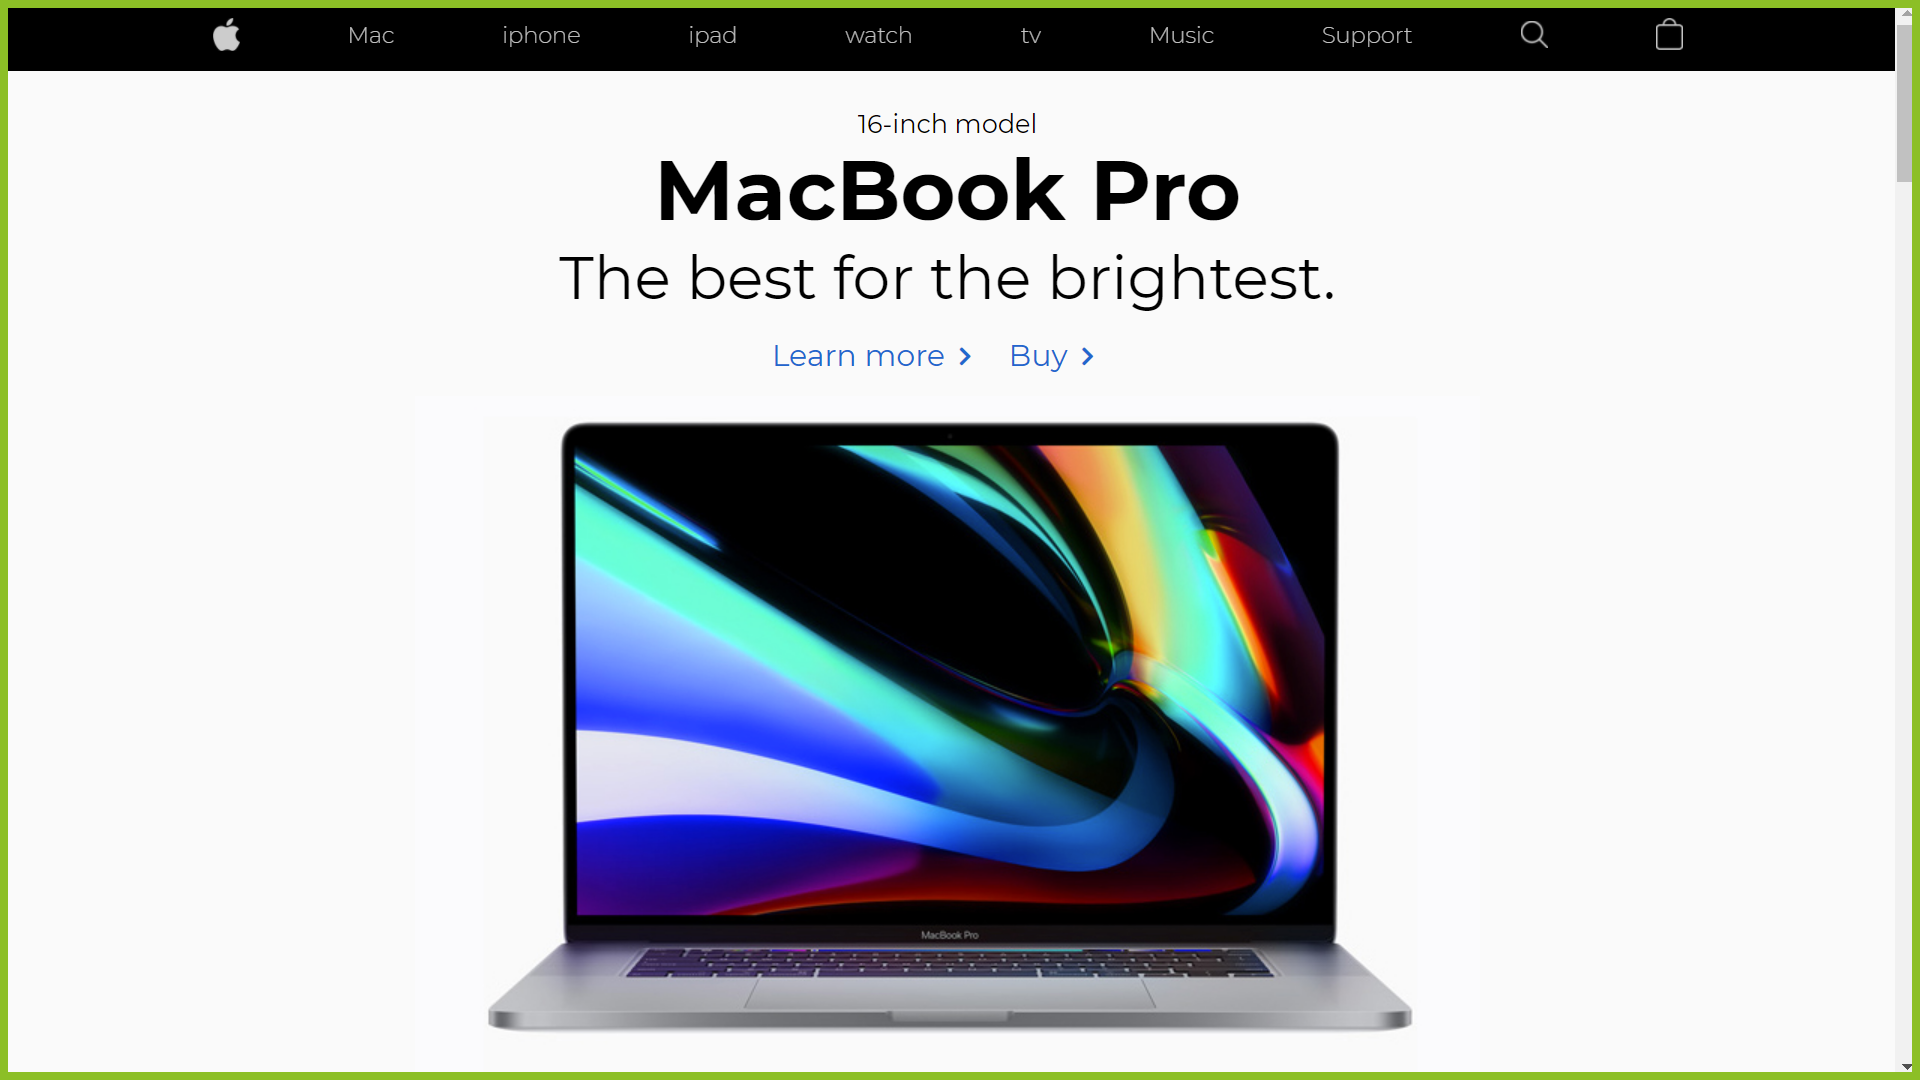 Mac iphone ipad watch tv Music Support
16-inch model
MacBook Pro
The best for the brightest.
Learn more Buy
MacBook Pro